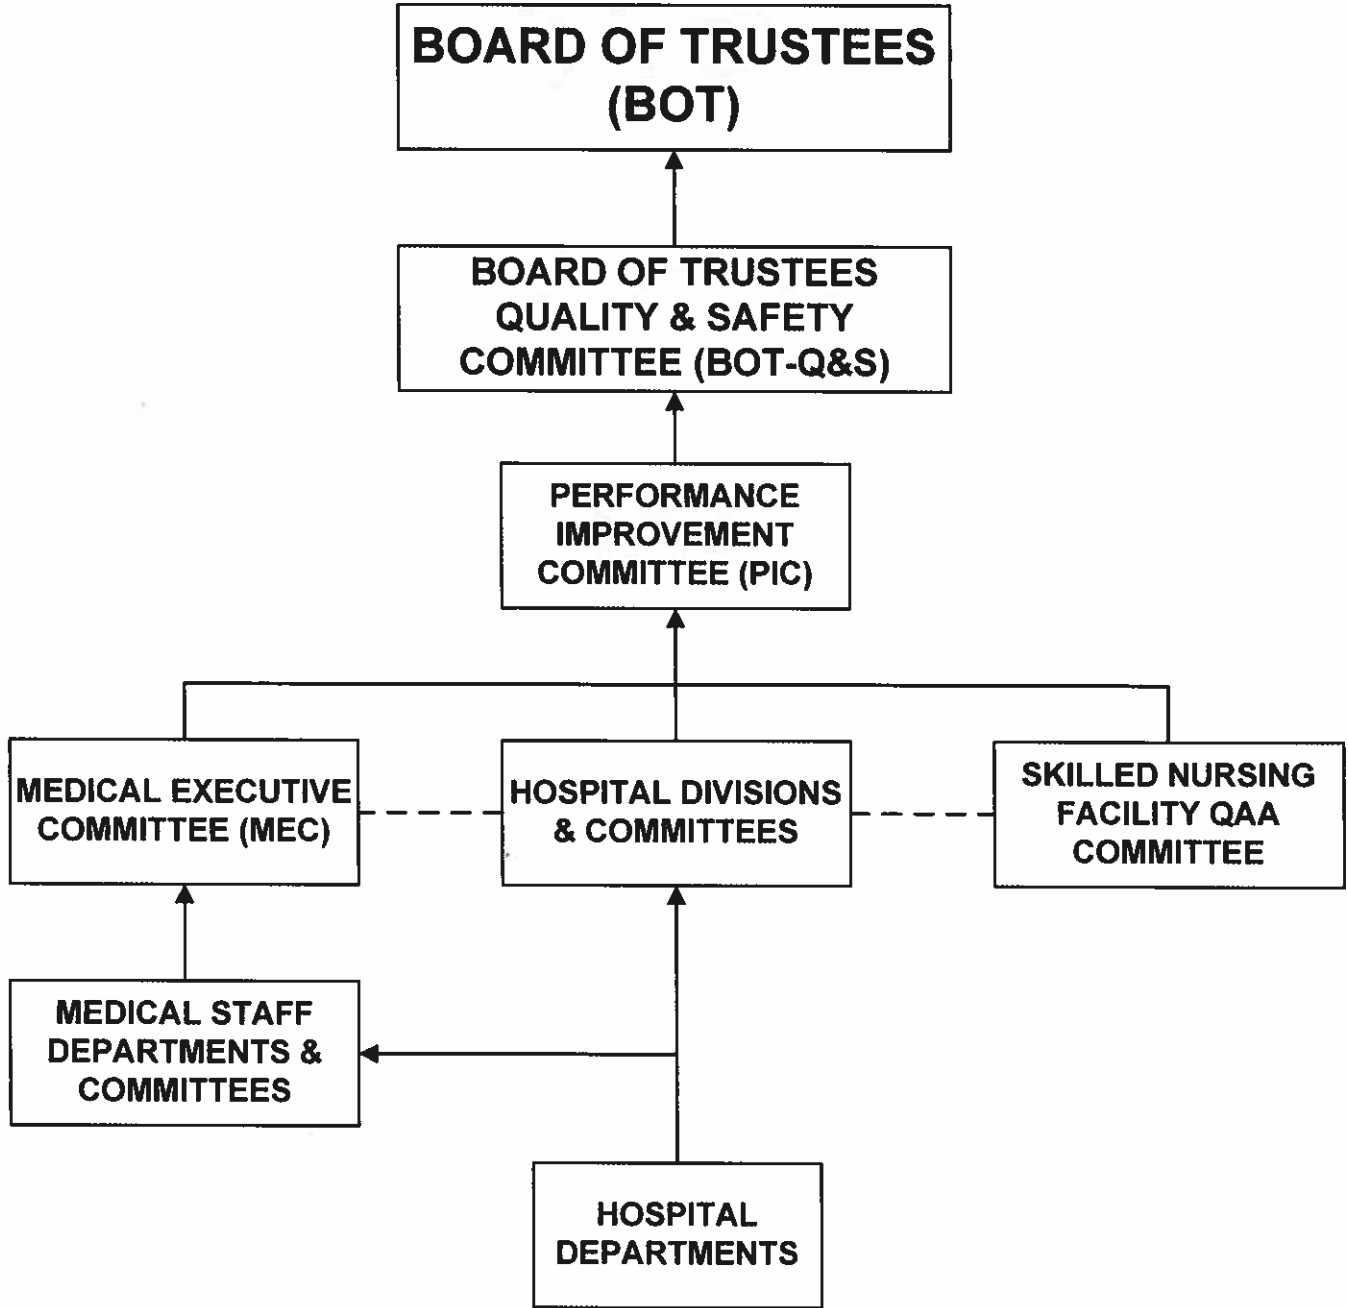 BOARD OF TRUSTEES
(BOT)
BOARD OF TRUSTEES
QUALITY & SAFETY
COMMITTEE (BOT-Q&S)
PERFORMANCE
IMPROVEMENT
COMMITTEE (PIC)
MEDICAL EXECUTIVE
COMMITTEE (MEC)
HOSPITAL DIVISIONS
& COMMITTEES
SKILLED NURSING
FACILITY QAA
COMMITTEE
MEDICAL STAFF
DEPARTMENTS &
COMMITTEES
HOSPITAL
DEPARTMENTS